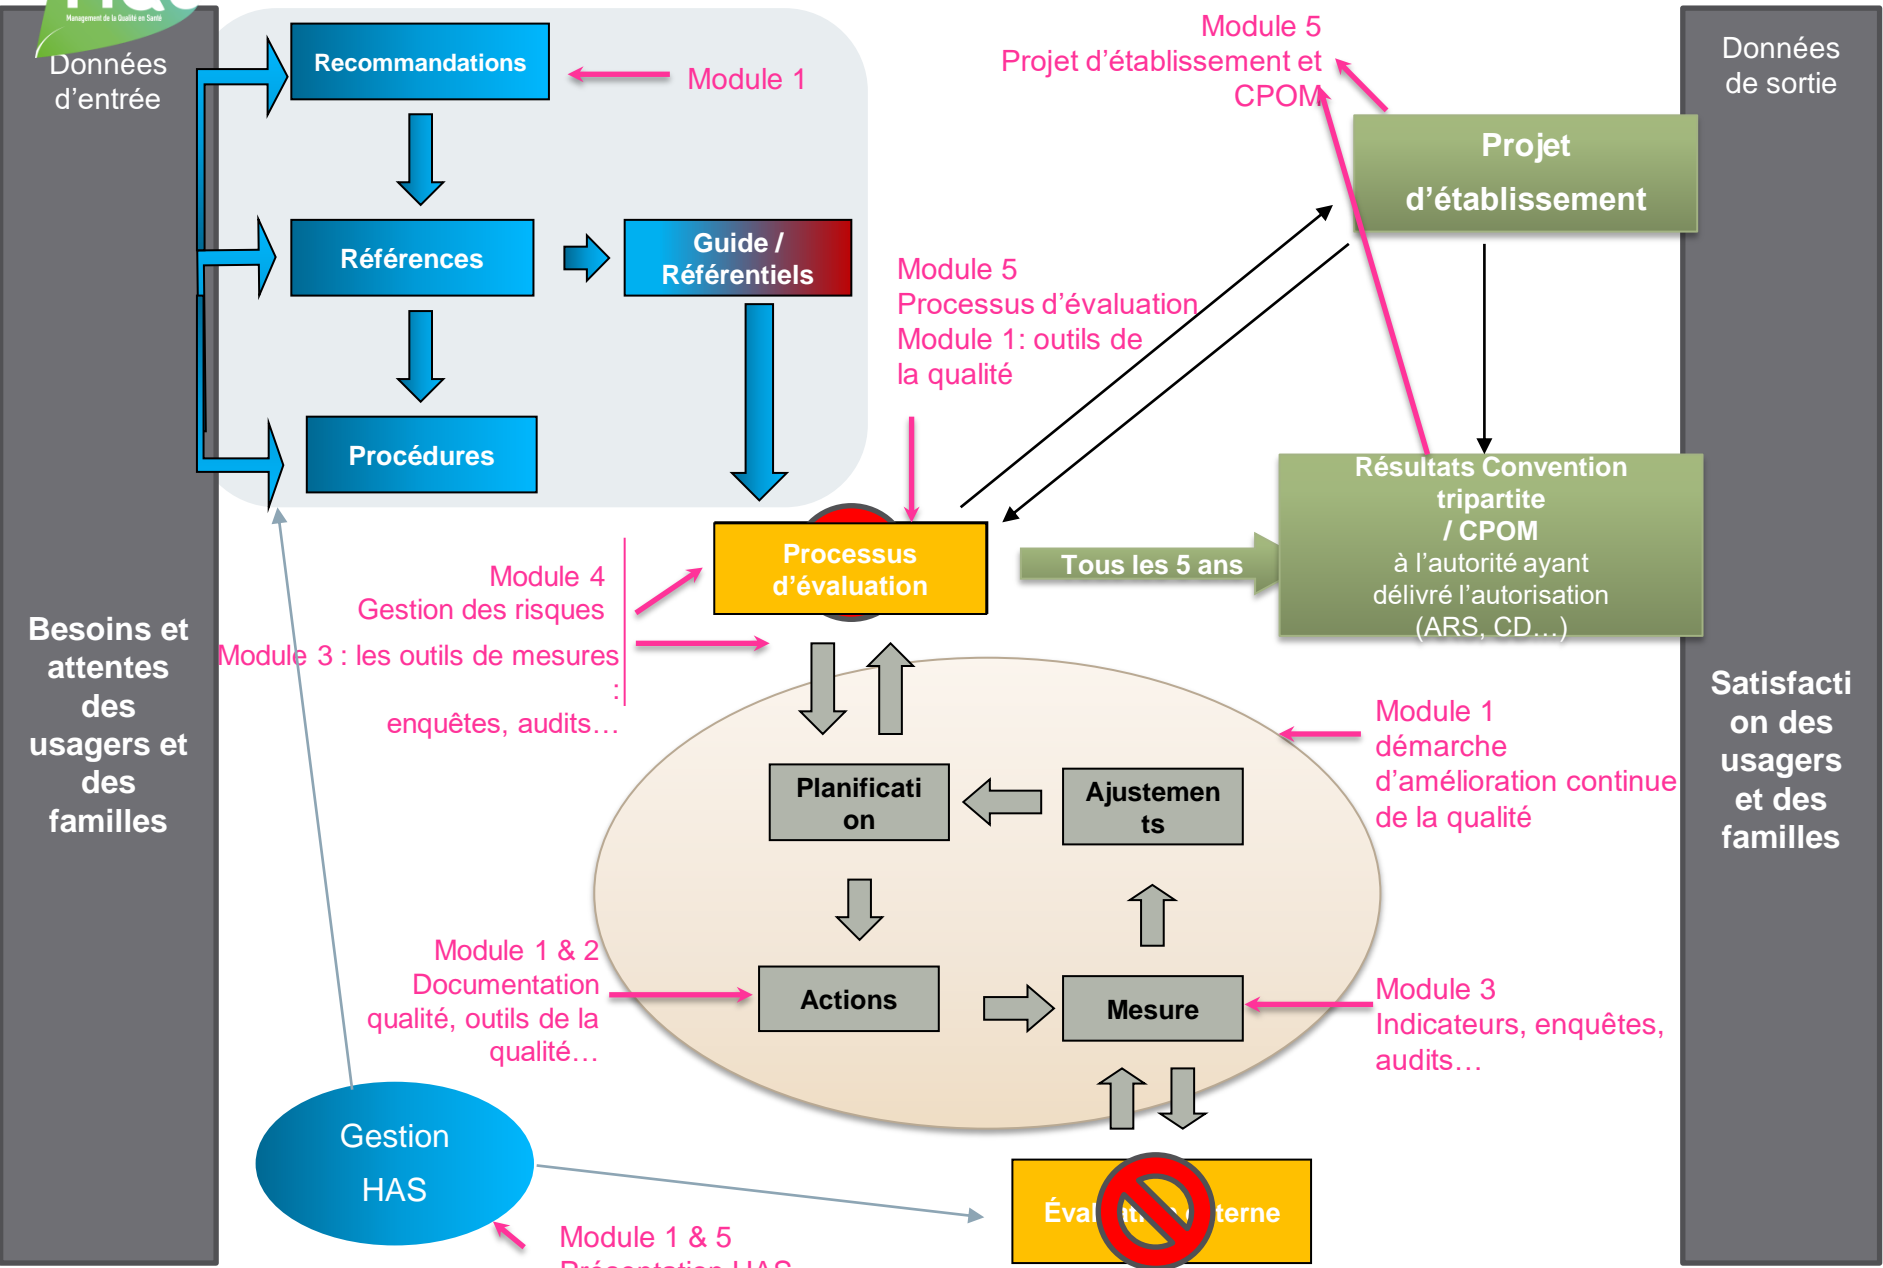 Management de la Qualité en Santé
Données
d’entrée
Recommandations
Module 1
Références
Guide /
Référentiels
Procédures
Module 5
Projet d’établissement et
CPOM
Données
de sortie
Projet
d’établissement
Module 5
Processus d’évaluation
Module 1: outils de
la qualité
Résultats Convention
tripartite
/ CPOM
à l’autorité ayant
délivré l’autorisation
(ARS, CD…)
Tous les 5 ans
Processus
d’évaluation
Module 4
Gestion des risques
Module 3 : les outils de mesures
:
enquêtes, audits…
Besoins et
attentes
des
usagers et
des
familles
Satisfacti
on des
usagers
et des
familles
Module 1
démarche
d’amélioration continue
de la qualité
Planificati
on
Ajustemen
ts
Actions
Mesure
Module 1 & 2
Documentation
qualité, outils de la
qualité…
Module 3
Indicateurs, enquêtes,
audits…
Gestion
HAS
Module 1 & 5
Présentation HAS